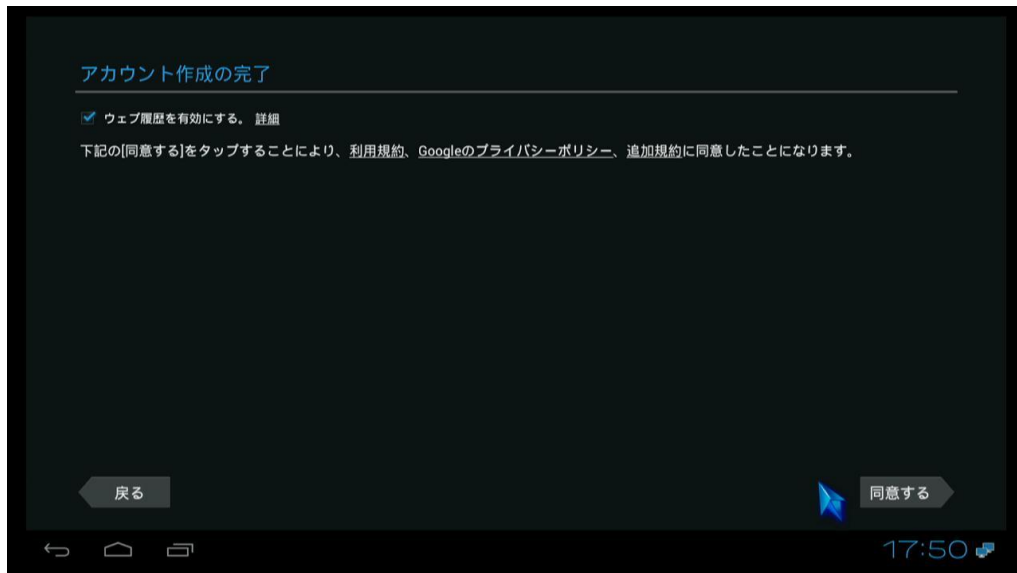 アカウント作成の完了
ウェブ履歴を有効にする。 詳細
下記の[同意する]をタップすることにより、利用規約、Googleのプライバシーポリシー、追加規約に同意したことになります。
戻る
同意する
17:50